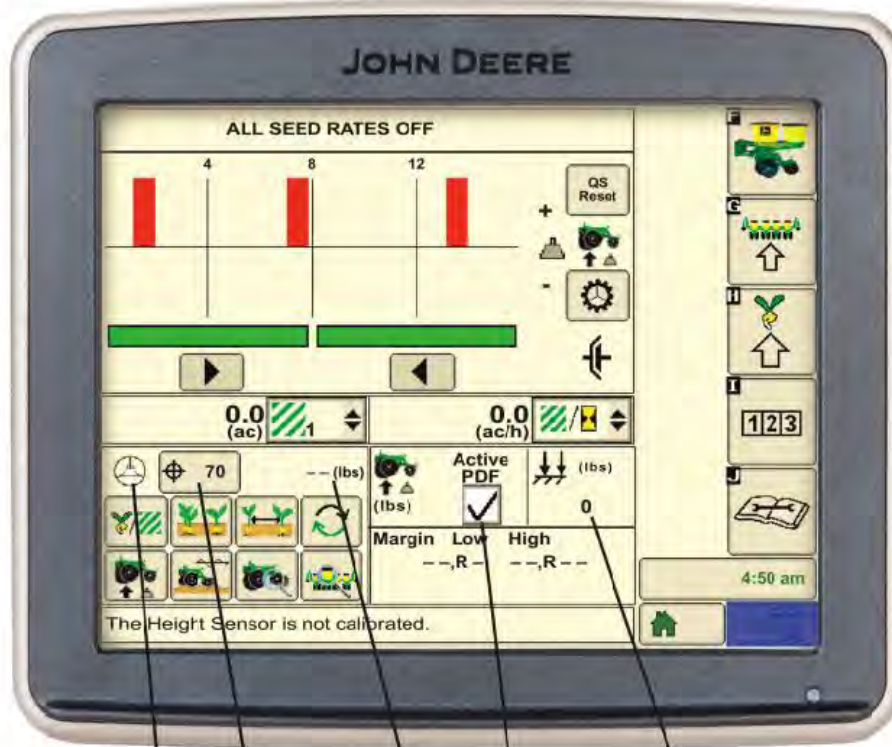 JOHN DEERE
ALL SEED RATES OFF
4 8 12
QS
Reset
+
-
0.0
(ac)
1
0.0
(ac/h)
70
--(lbs)
(lbs)
Active
PDF
(lbs)
0
Margin Low High
--,R-- --,R--
The Height Sensor is not calibrated.
F
G
H
I
123
J
4:50 am